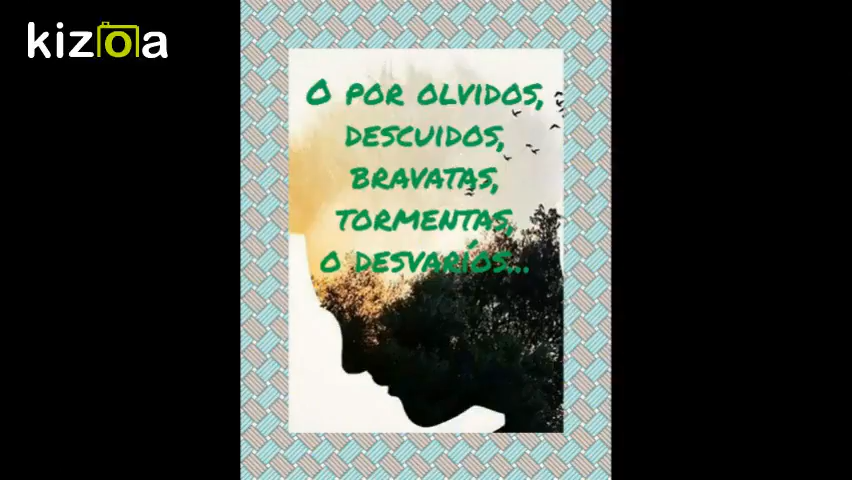 kizoa
O POR OLVIDOS,
DESCUIDOS,
BRAVATAS,
TORMENTAS,
O DESVARÍOS...